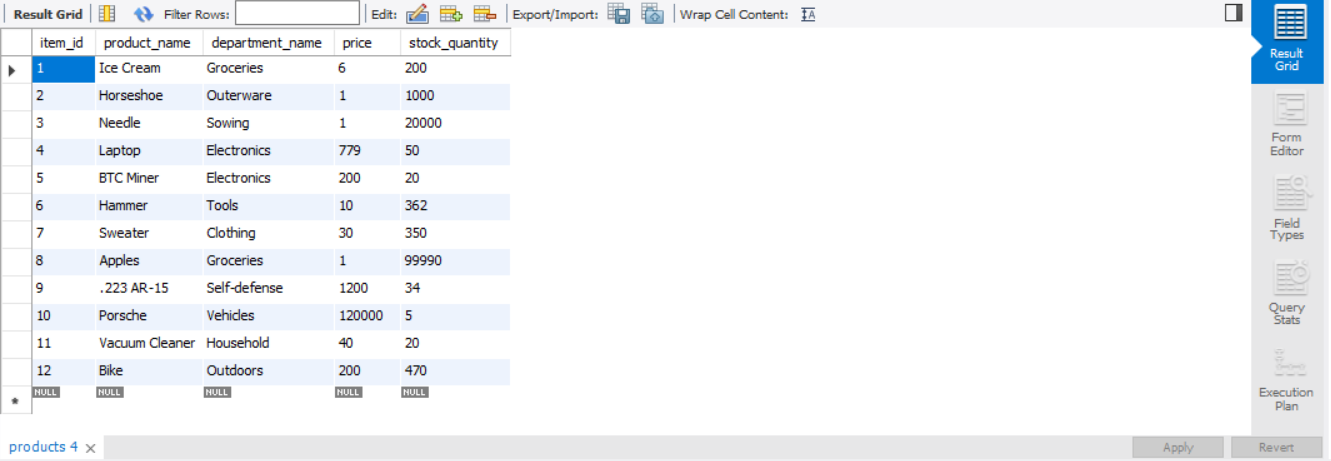 Result Grid Filter Rows: Edit: Export/Import: Wrap Cell Content: IA
item_id product_name department_name price stock_quantity
1 Ice Cream Groceries 6 200
2 Horseshoe Outerware 1 1000
3 Needle Sowing 1 20000
4 Laptop Electronics 779 50
5 BTC Miner Electronics 200 20
6 Hammer Tools 10 362
7 Sweater Clothing 30 350
8 Apples Groceries 1 99990
9 .223 AR-15 Self-defense 1200 34
10 Porsche Vehicles 120000 5
11 Vacuum Cleaner Household 40 20
12 Bike Outdoors 200 470
NULL NULL NULL NULL NULL
products 4
Apply Revert
Result
Grid
Form
Editor
Field
Types
Query
Stats
Execution
Plan